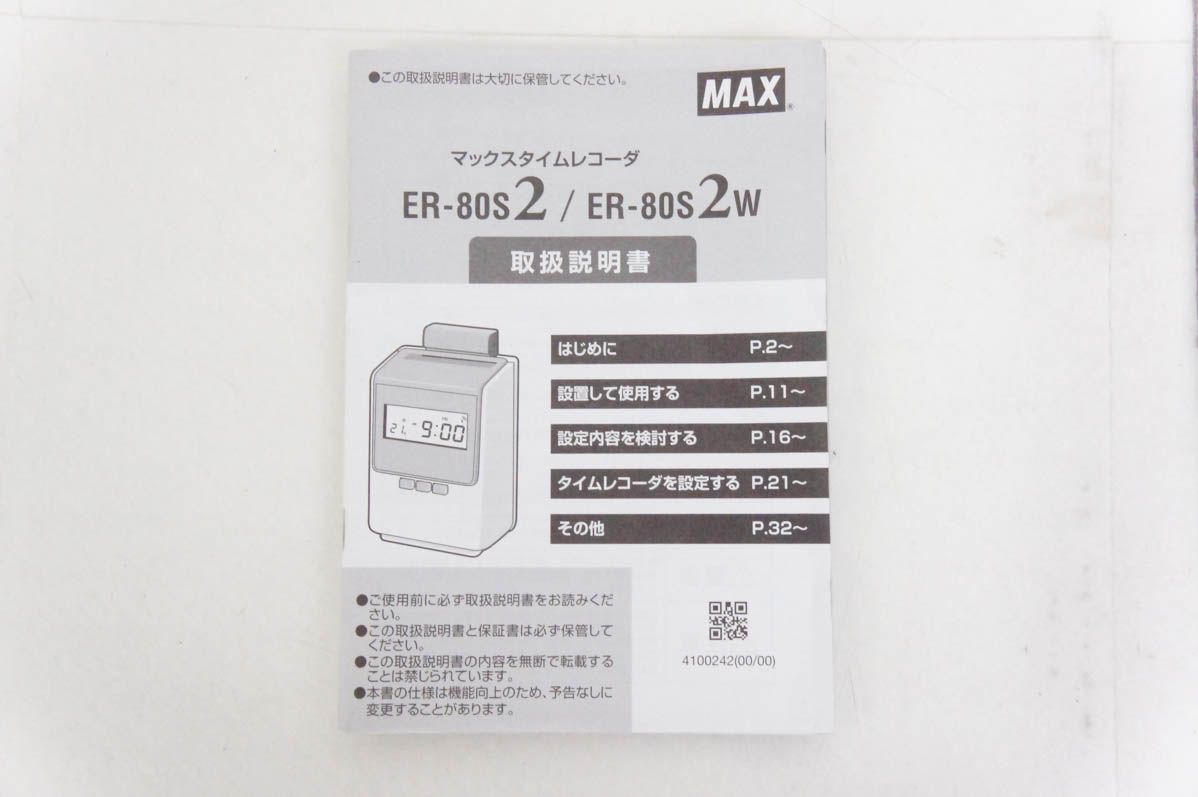 ●この取扱説明書は大切に保管してください。
MAX®
マックスタイムレコーダ
ER-80S2 / ER-80S2W
取扱説明書
はじめに P.2〜
設置して使用する P.11〜
設定内容を検討する P.16〜
タイムレコーダを設定する P.21〜
その他 P.32〜
21. 9:00
●ご使用前に必ず取扱説明書をお読みくだ
さい。
●この取扱説明書と保証書は必ず保管して
ください。
●この取扱説明書の内容を無断で転載する
ことは禁じられています。
●本書の仕様は機能向上のため、予告なしに
変更することがあります。
4100242(00/00)